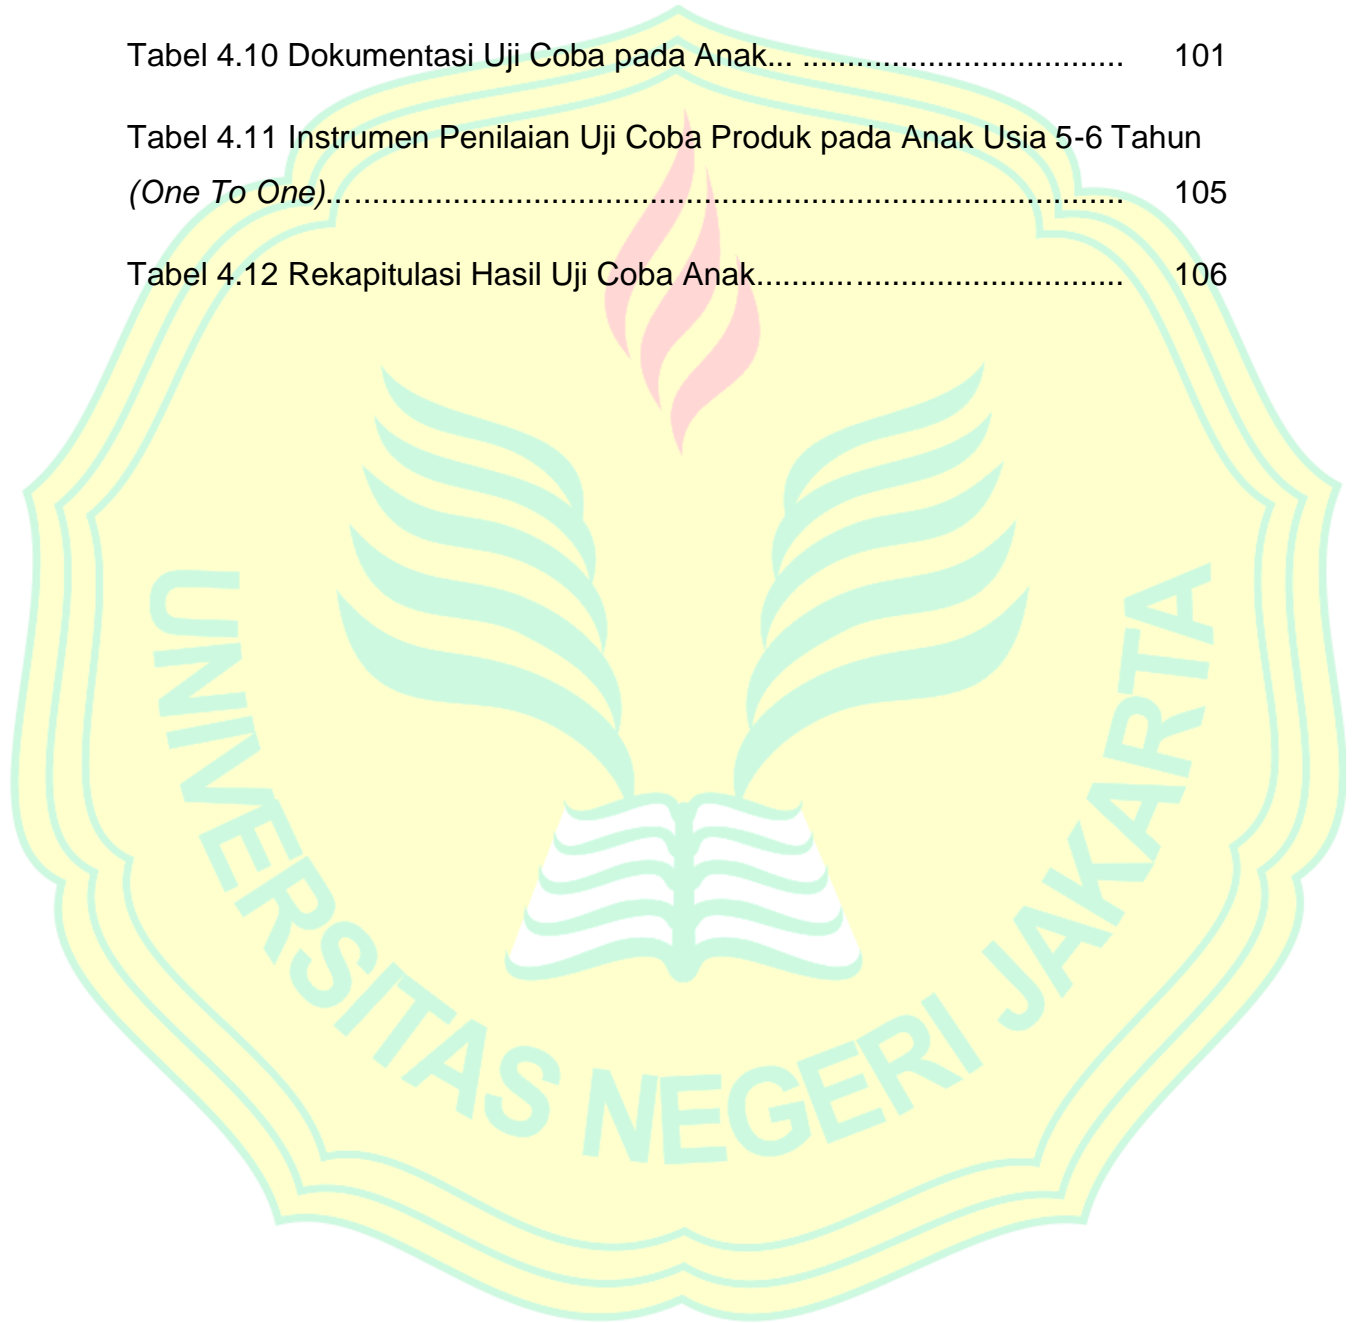 Tabel 4.10 Dokumentasi Uji Coba pada Anak... .................................... 101
Tabel 4.11 Instrumen Penilaian Uji Coba Produk pada Anak Usia 5-6 Tahun
(One To One)....................................................................................... 105
Tabel 4.12 Rekapitulasi Hasil Uji Coba Anak......................................... 106
UNIVERSITAS NEGERI JAKARTA